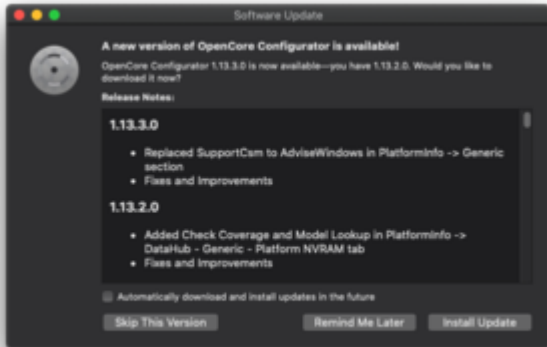 Software Update
A new version of OpenCore Configurator is available!
OpenCore Configurator 1.13.3.0 is now available—you have 1.13.2.0. Would you like to
download it now?
Release Notes:
1.13.3.0
• Replaced SupportCsm to AdviseWindows in PlatformInfo -> Generic
section
• Fixes and Improvements
1.13.2.0
• Added Check Coverage and Model Lookup in PlatformInfo ->
DataHub - Generic - Platform NVRAM tab
• Fixes and Improvements
Automatically download and install updates in the future
Skip This Version
Remind Me Later
Install Update